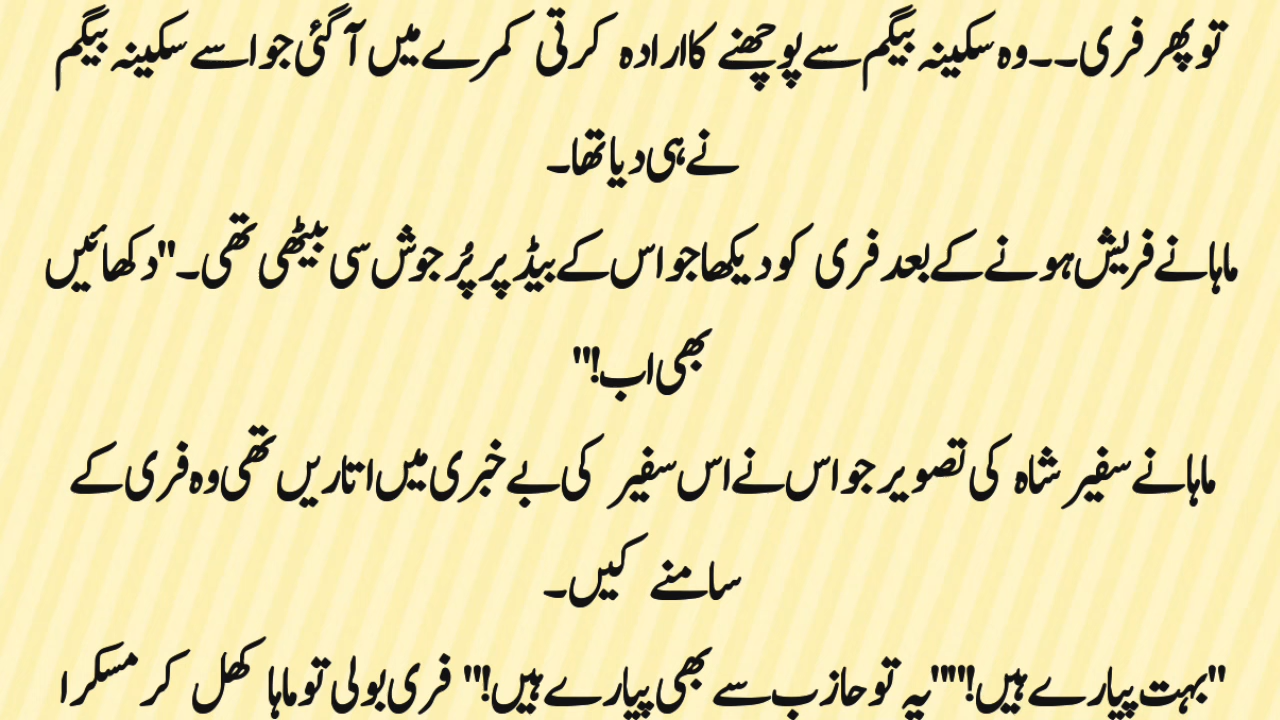 تو پھر فری۔۔وہ سکینہ بیگم سے پوچھنے کا ارادہ کرتی کمرے میں آ گئی جو اسے سکینہ بیگم
نے ہی دیا تھا۔
ماہا نے فریش ہونے کے بعد فری کو دیکھا جو اس کے بیڈ پر پُر جوش سی بیٹھی تھی۔"دکھائیں
بھی اب!"
ماہا نے سفیر شاہ کی تصویر جو اس نے اس سفیر کی بے خبری میں اتاریں تھی وہ فری کے
سامنے کیں۔
"بہت پیارے ہیں!""یہ تو حازب سے بھی پیارے ہیں!" فری بولی تو ماہا کھل کر مسکرا